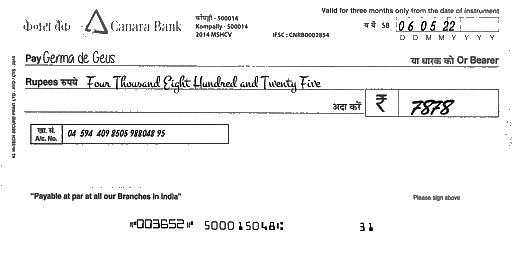 Valid for three months only from the date of instrument
केनरा बैंक Canara Bank
कोंपल्ली - 500014
Kompally - 500014
2014 MSHCV
IFSC : CNRB0002854
SB 06 05 22
D D M M Y Y Y Y
Pay Germa de Geus या धारक को Or Bearer
Rupees रुपये Four Thousand Eight Hundred and Twenty Five
अदा करें ₹ 7878
खा. सं.
A/c. No. 04 594 409 8505 988048 95
"Payable at par at all our Branches in India"
Please sign above
⑈003652⑈ 500015048⑆ 31